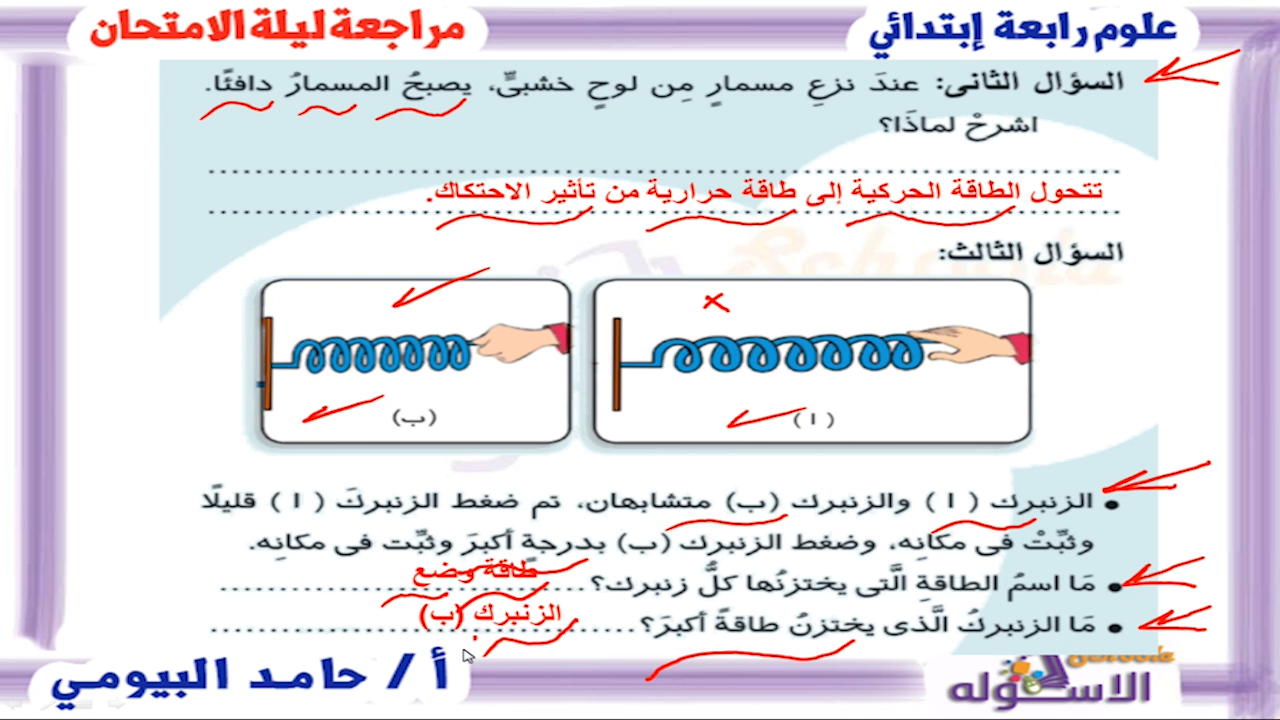 علوم رابعة إبتدائي
مراجعة ليلة الامتحان
السؤال الثانى: عندَ نزعِ مسمارٍ مِن لوحٍ خشبىٍّ، يصبحُ المسمارُ دافئًا.
اشرحْ لماذَا؟
تتحول الطاقة الحركية إلى طاقة حرارية من تأثير الاحتكاك.
السؤال الثالث:
( ا )
(ب)
• الزنبرك ( ا ) والزنبرك (ب) متشابهان، تم ضغط الزنبركَ ( ا ) قليلًا
وثبِّتْ فى مكانِه، وضغط الزنبرك (ب) بدرجةٍ أكبرَ وثبِّت فى مكانِه.
• مَا اسمُ الطاقةِ الَّتى يختزنُها كلُّ زنبرك؟ طاقة وضع
• مَا الزنبركُ الَّذى يختزنُ طاقةً أكبرَ؟ الزنبرك (ب)
أ / حامد البيومي
الاسكوله